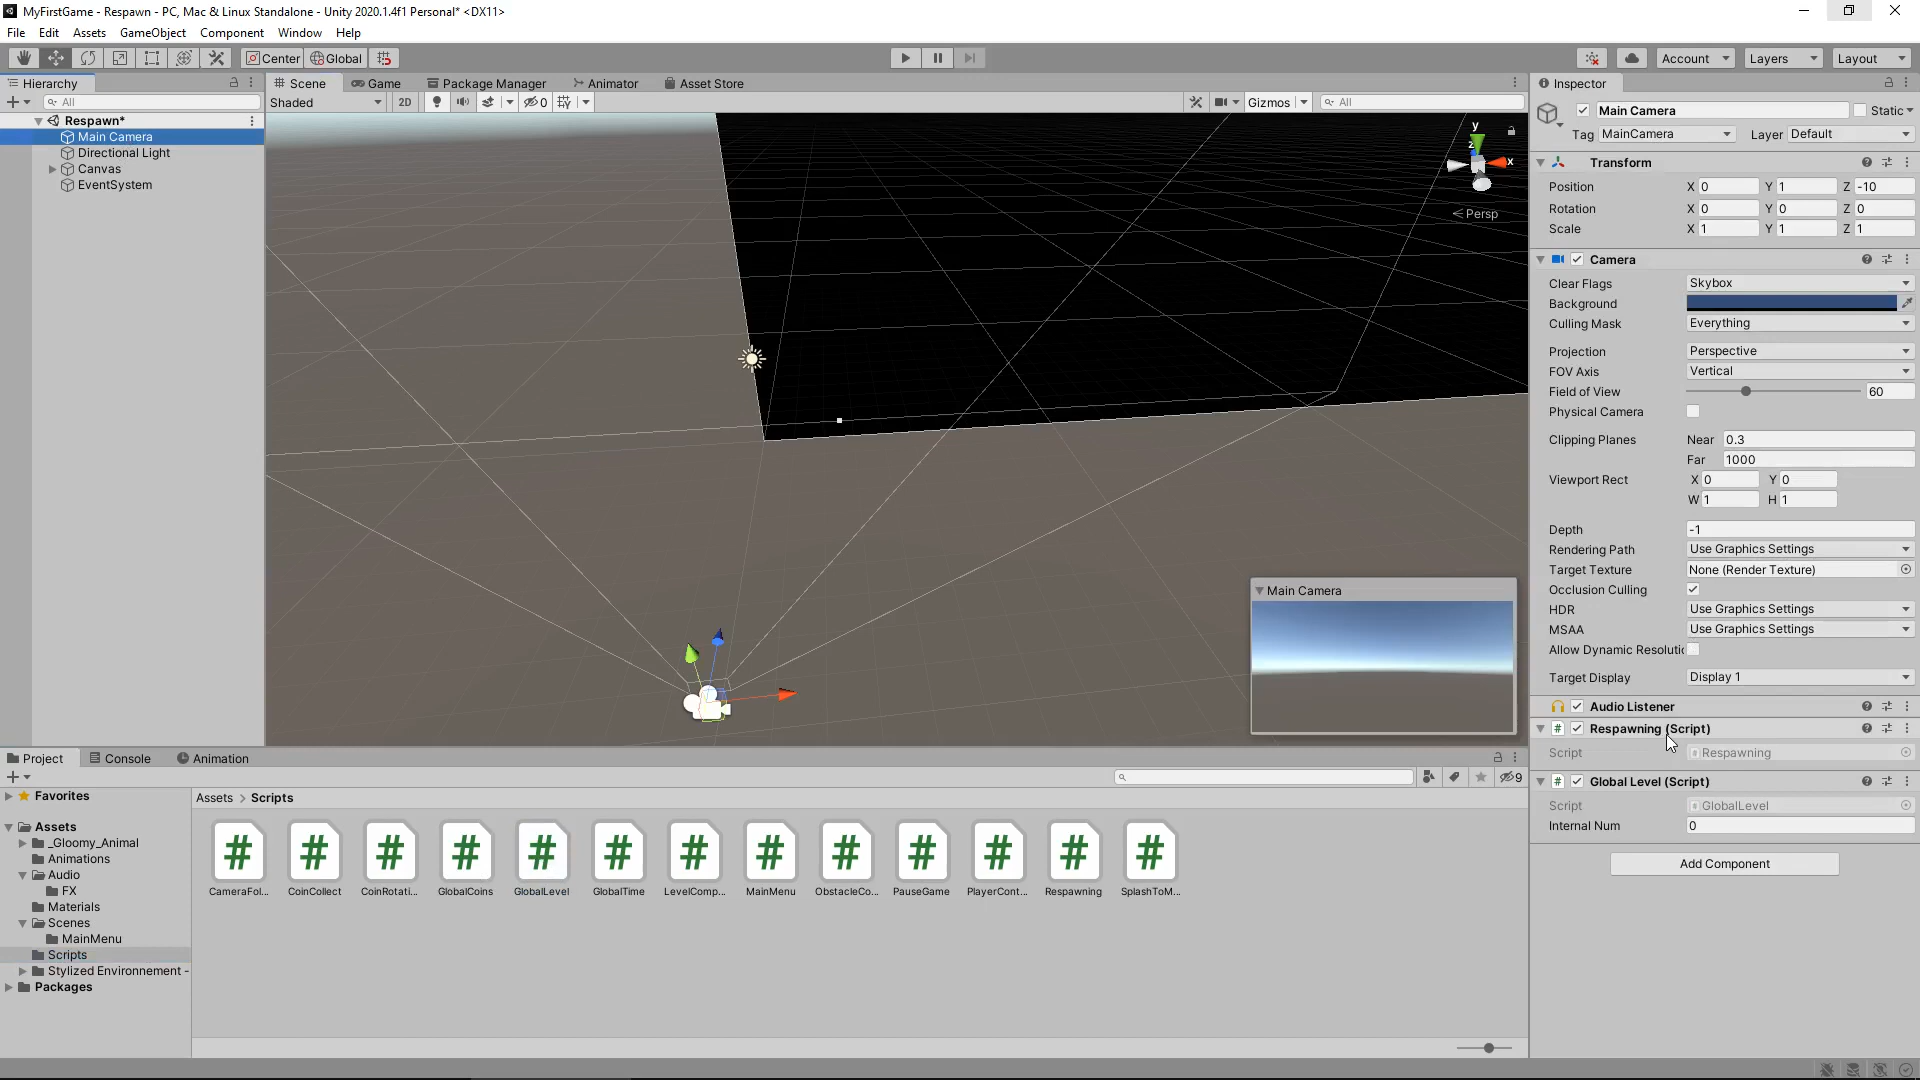 MyFirstGame - Respawn - PC, Mac & Linux Standalone - Unity 2020.1.4f1 Personal* <DX11>
File Edit Assets GameObject Component Window Help
Center Global Account Layers Layout
Hierarchy
All
Respawn*
Main Camera
Directional Light
Canvas
EventSystem
Scene Game Package Manager Animator Asset Store
Shaded 2D 0 Gizmos All
y
z
x
< Persp
Main Camera
Inspector
Main Camera Static
Tag MainCamera Layer Default
Transform
Position X 0 Y 1 Z -10
Rotation X 0 Y 0 Z 0
Scale X 1 Y 1 Z 1
Camera
Clear Flags Skybox
Background
Culling Mask Everything
Projection Perspective
FOV Axis Vertical
Field of View 60
Physical Camera
Clipping Planes Near 0.3
Far 1000
Viewport Rect X 0 Y 0
W 1 H 1
Depth -1
Rendering Path Use Graphics Settings
Target Texture None (Render Texture)
Occlusion Culling
HDR Use Graphics Settings
MSAA Use Graphics Settings
Allow Dynamic Resoluti
Target Display Display 1
Audio Listener
# Respawning (Script)
Script Respawning
# Global Level (Script)
Script GlobalLevel
Internal Num 0
Add Component
Project Console Animation
9
Favorites
Assets
_Gloomy_Animal
Animations
Audio
FX
Materials
Scenes
MainMenu
Scripts
Stylized Environnement -
Packages
Assets > Scripts
# # # # # # # # # # # # #
CameraFol... CoinCollect CoinRotati... GlobalCoins GlobalLevel GlobalTime LevelComp... MainMenu ObstacleCo... PauseGame PlayerCont... Respawning SplashToM...